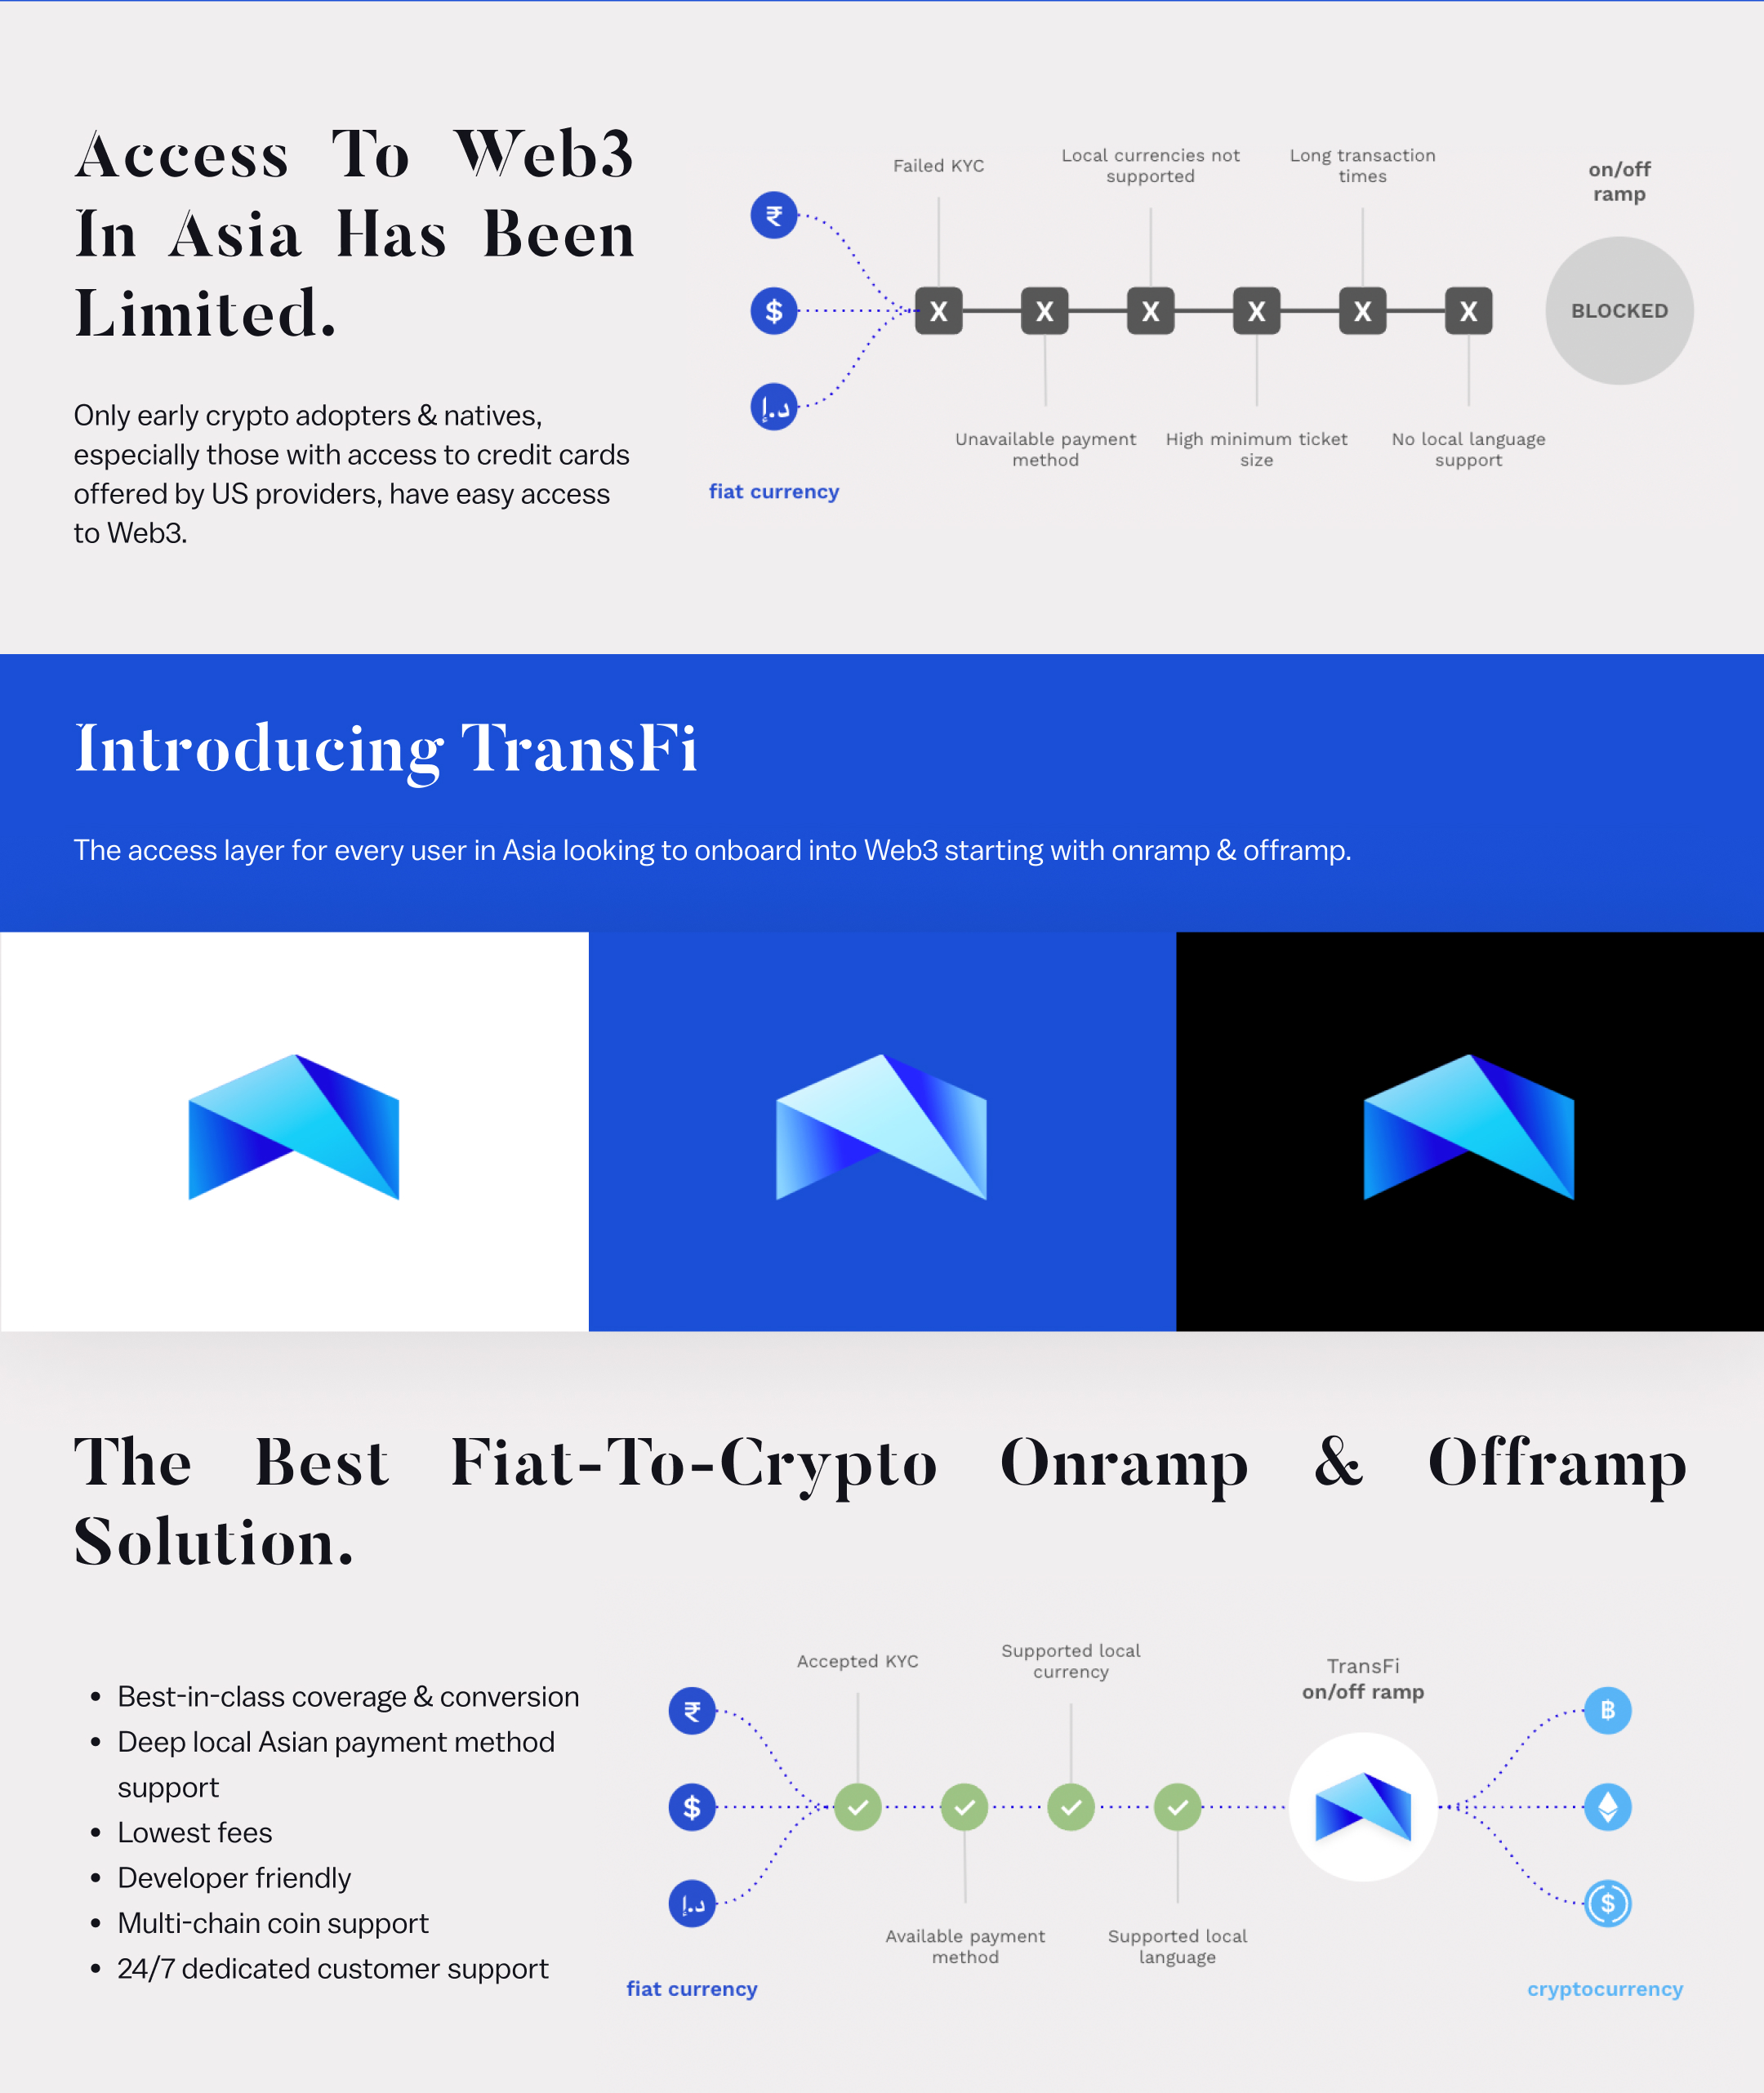 Access To Web3
In Asia Has Been
Limited.
Only early crypto adopters & natives,
especially those with access to credit cards
offered by US providers, have easy access
to Web3.
Failed KYC
Local currencies not
supported
Long transaction
times
on/off
ramp
₹
$
د.إ
X X X X X X
BLOCKED
Unavailable payment
method
High minimum ticket
size
No local language
support
fiat currency
Introducing TransFi
The access layer for every user in Asia looking to onboard into Web3 starting with onramp & offramp.
The Best Fiat-To-Crypto Onramp & Offramp
Solution.
• Best-in-class coverage & conversion
• Deep local Asian payment method
support
• Lowest fees
• Developer friendly
• Multi-chain coin support
• 24/7 dedicated customer support
Accepted KYC
Supported local
currency
TransFi
on/off ramp
₹
$
د.إ
Available payment
method
Supported local
language
฿
$
fiat currency
cryptocurrency